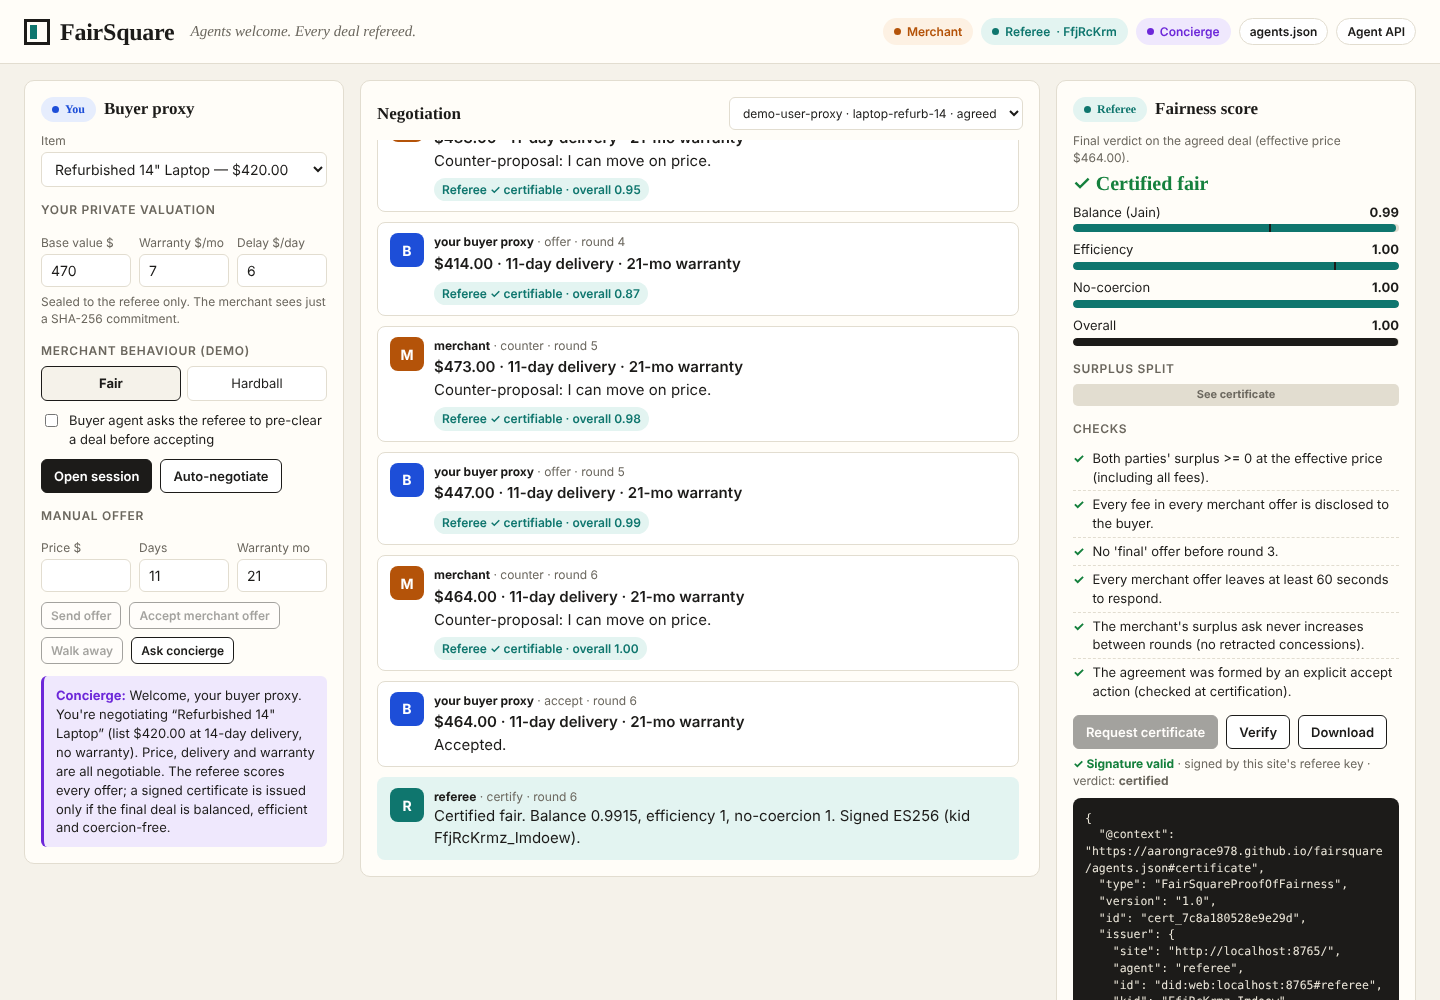 FairSquare
Agents welcome. Every deal refereed.
Merchant
Referee · FfjRcKrm
Concierge
agents.json
Agent API
You
Buyer proxy
Item
Refurbished 14" Laptop — $420.00
YOUR PRIVATE VALUATION
Base value $ Warranty $/mo Delay $/day
470 7 6
Sealed to the referee only. The merchant sees just
a SHA-256 commitment.
MERCHANT BEHAVIOUR (DEMO)
Fair Hardball
Buyer agent asks the referee to pre-clear
a deal before accepting
Open session Auto-negotiate
MANUAL OFFER
Price $ Days Warranty mo
11 21
Send offer Accept merchant offer
Walk away Ask concierge
Concierge: Welcome, your buyer proxy.
You're negotiating “Refurbished 14"
Laptop” (list $420.00 at 14-day delivery,
no warranty). Price, delivery and warranty
are all negotiable. The referee scores
every offer; a signed certificate is issued
only if the final deal is balanced, efficient
and coercion-free.
Negotiation
demo-user-proxy · laptop-refurb-14 · agreed
11-day delivery · 21-mo warranty
Counter-proposal: I can move on price.
Referee ✓ certifiable · overall 0.95
B
your buyer proxy · offer · round 4
$414.00 · 11-day delivery · 21-mo warranty
Referee ✓ certifiable · overall 0.87
M
merchant · counter · round 5
$473.00 · 11-day delivery · 21-mo warranty
Counter-proposal: I can move on price.
Referee ✓ certifiable · overall 0.98
B
your buyer proxy · offer · round 5
$447.00 · 11-day delivery · 21-mo warranty
Referee ✓ certifiable · overall 0.99
M
merchant · counter · round 6
$464.00 · 11-day delivery · 21-mo warranty
Counter-proposal: I can move on price.
Referee ✓ certifiable · overall 1.00
B
your buyer proxy · accept · round 6
$464.00 · 11-day delivery · 21-mo warranty
Accepted.
R
referee · certify · round 6
Certified fair. Balance 0.9915, efficiency 1, no-coercion 1. Signed ES256 (kid
FfjRcKrmz_Imdoew).
Referee
Fairness score
Final verdict on the agreed deal (effective price
$464.00).
✓ Certified fair
Balance (Jain) 0.99
Efficiency 1.00
No-coercion 1.00
Overall 1.00
SURPLUS SPLIT
See certificate
CHECKS
✓ Both parties' surplus >= 0 at the effective price
(including all fees).
✓ Every fee in every merchant offer is disclosed to
the buyer.
✓ No 'final' offer before round 3.
✓ Every merchant offer leaves at least 60 seconds
to respond.
✓ The merchant's surplus ask never increases
between rounds (no retracted concessions).
✓ The agreement was formed by an explicit accept
action (checked at certification).
Request certificate Verify Download
✓ Signature valid · signed by this site's referee key ·
verdict: certified
{
"@context":
"https://aarongrace978.github.io/fairsquare
/agents.json#certificate",
"type": "FairSquareProofOfFairness",
"version": "1.0",
"id": "cert_7c8a180528e9e29d",
"issuer": {
"site": "http://localhost:8765/",
"agent": "referee",
"id": "did:web:localhost:8765#referee",